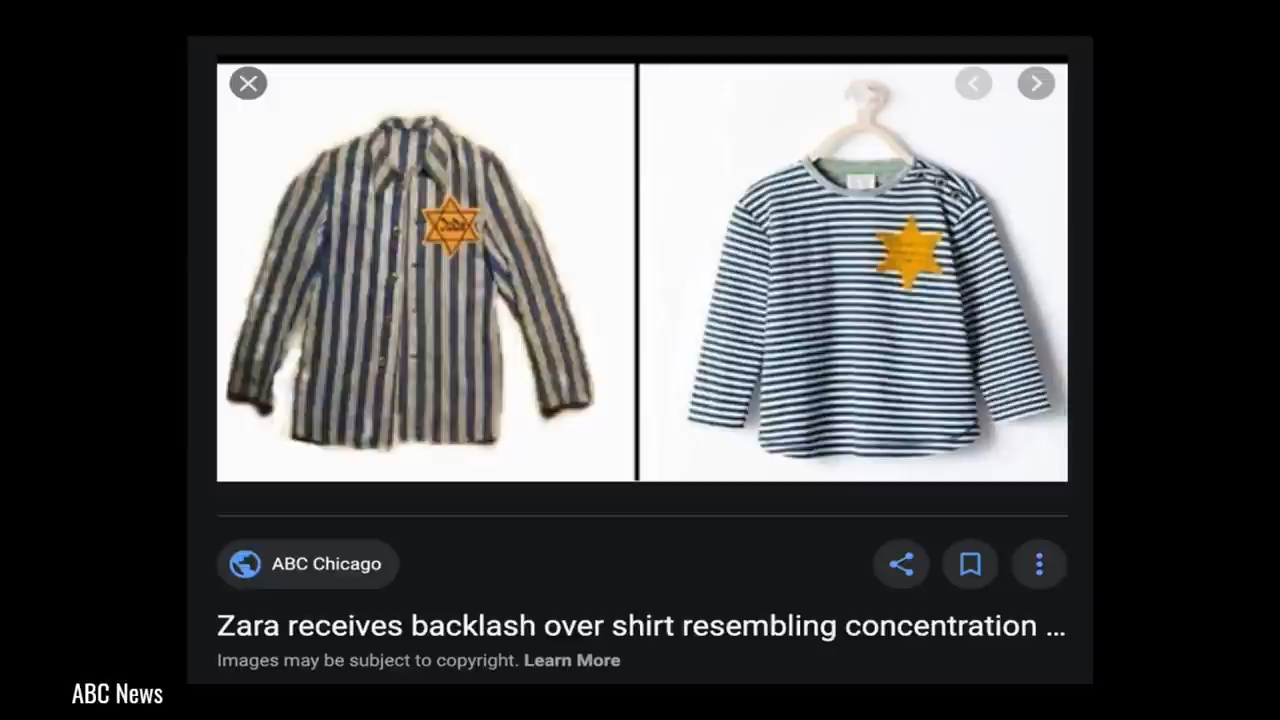 ABC Chicago
Zara receives backlash over shirt resembling concentration ...
Images may be subject to copyright. Learn More
ABC News